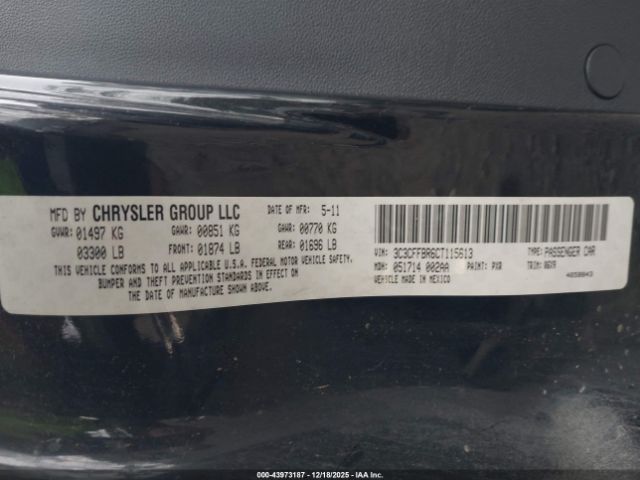 MFD BY CHRYSLER GROUP LLC DATE OF MFR: 5-11
GVWR: 01497 KG GAWR: 00851 KG GAWR: 00770 KG
03300 LB FRONT: 01874 LB REAR: 01696 LB
THIS VEHICLE CONFORMS TO ALL APPLICABLE U.S.A. FEDERAL MOTOR VEHICLE SAFETY,
BUMPER AND THEFT PREVENTION STANDARDS IN EFFECT ON
THE DATE OF MANUFACTURE SHOWN ABOVE.
VIN: 3C3CFFBR6CT115613 TYPE: PASSENGER CAR
MDH: 051714 002AA PAINT: PXR TRIM: H6X9
VEHICLE MADE IN MEXICO
000-43973187 - 12/18/2025 - IAA Inc.